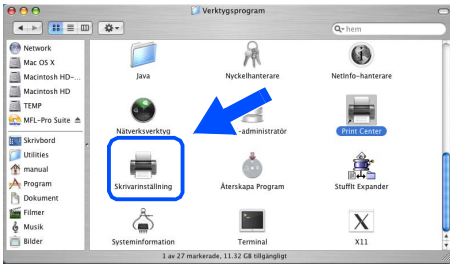 Verktygsprogram
hem
Network
Mac OS X
Macintosh HD-...
Macintosh HD
TEMP
MFL-Pro Suite
Skrivbord
Utilities
manual
Program
Dokument
Filmer
Musik
Bilder
Java
Nyckelhanterare
NetInfo-hanterare
Nätverksverktyg
-administratör
Print Center
Skrivarinställning
Återskapa Program
StuffIt Expander
Systeminformation
Terminal
X11
1 av 27 markerade, 11.32 GB tillgängligt